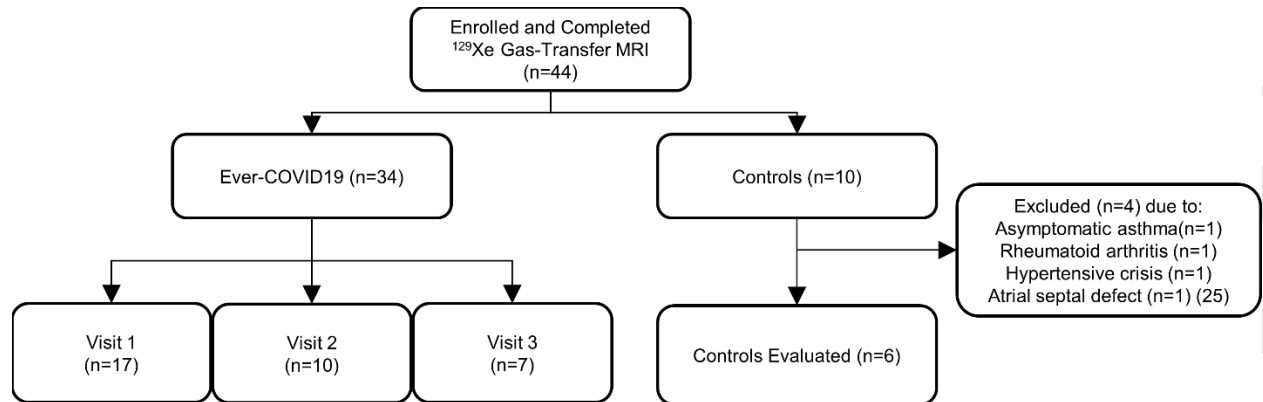 Enrolled and Completed
¹²⁹Xe Gas-Transfer MRI
(n=44)
Ever-COVID19 (n=34)
Controls (n=10)
Excluded (n=4) due to:
Asymptomatic asthma(n=1)
Rheumatoid arthritis (n=1)
Hypertensive crisis (n=1)
Atrial septal defect (n=1) (25)
Visit 1
(n=17)
Visit 2
(n=10)
Visit 3
(n=7)
Controls Evaluated (n=6)